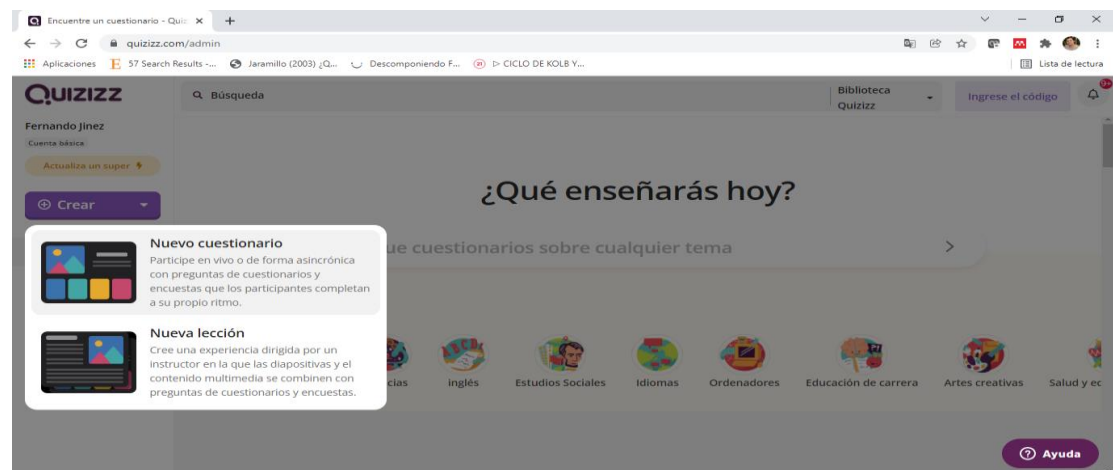 Encuentre un cuestionario - Quiz
quizizz.com/admin
Aplicaciones
57 Search Results -...
Jaramillo (2003) ¿Q...
Descomponiendo F...
▷ CICLO DE KOLB Y...
Lista de lectura
QUIZIZZ
Búsqueda
Biblioteca
Quizizz
Ingrese el código
9+
Fernando Jinez
Cuenta básica
Actualiza un super
Crear
¿Qué enseñarás hoy?
ue cuestionarios sobre cualquier tema
Nuevo cuestionario
Participe en vivo o de forma asincrónica
con preguntas de cuestionarios y
encuestas que los participantes completan
a su propio ritmo.
Nueva lección
Cree una experiencia dirigida por un
instructor en la que las diapositivas y el
contenido multimedia se combinen con
preguntas de cuestionarios y encuestas.
cias
inglés
Estudios Sociales
Idiomas
Ordenadores
Educación de carrera
Artes creativas
Salud y ec
Ayuda